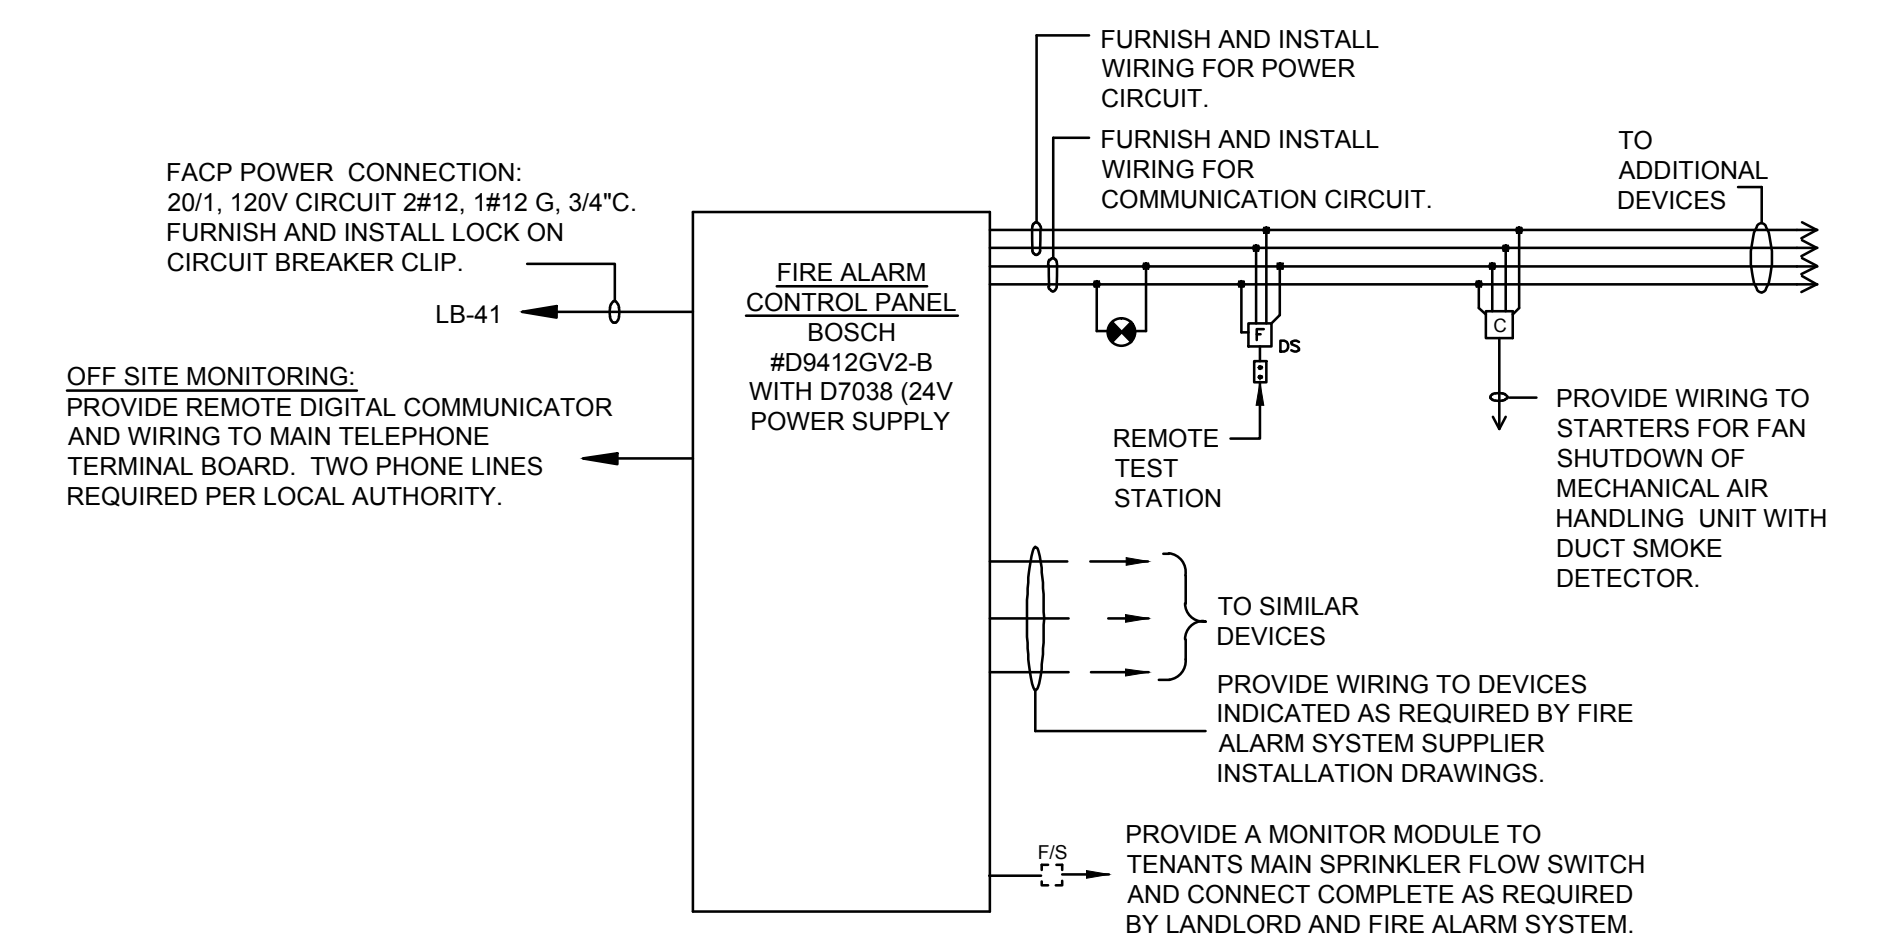 FURNISH AND INSTALL
WIRING FOR POWER
CIRCUIT.
FURNISH AND INSTALL
WIRING FOR
COMMUNICATION CIRCUIT.
TO
ADDITIONAL
DEVICES
FACP POWER CONNECTION:
20/1, 120V CIRCUIT 2#12, 1#12 G, 3/4"C.
FURNISH AND INSTALL LOCK ON
CIRCUIT BREAKER CLIP.
LB-41
OFF SITE MONITORING:
PROVIDE REMOTE DIGITAL COMMUNICATOR
AND WIRING TO MAIN TELEPHONE
TERMINAL BOARD. TWO PHONE LINES
REQUIRED PER LOCAL AUTHORITY.
FIRE ALARM
CONTROL PANEL
BOSCH
#D9412GV2-B
WITH D7038 (24V
POWER SUPPLY
F
DS
C
REMOTE
TEST
STATION
PROVIDE WIRING TO
STARTERS FOR FAN
SHUTDOWN OF
MECHANICAL AIR
HANDLING UNIT WITH
DUCT SMOKE
DETECTOR.
TO SIMILAR
DEVICES
PROVIDE WIRING TO DEVICES
INDICATED AS REQUIRED BY FIRE
ALARM SYSTEM SUPPLIER
INSTALLATION DRAWINGS.
F/S
PROVIDE A MONITOR MODULE TO
TENANTS MAIN SPRINKLER FLOW SWITCH
AND CONNECT COMPLETE AS REQUIRED
BY LANDLORD AND FIRE ALARM SYSTEM.